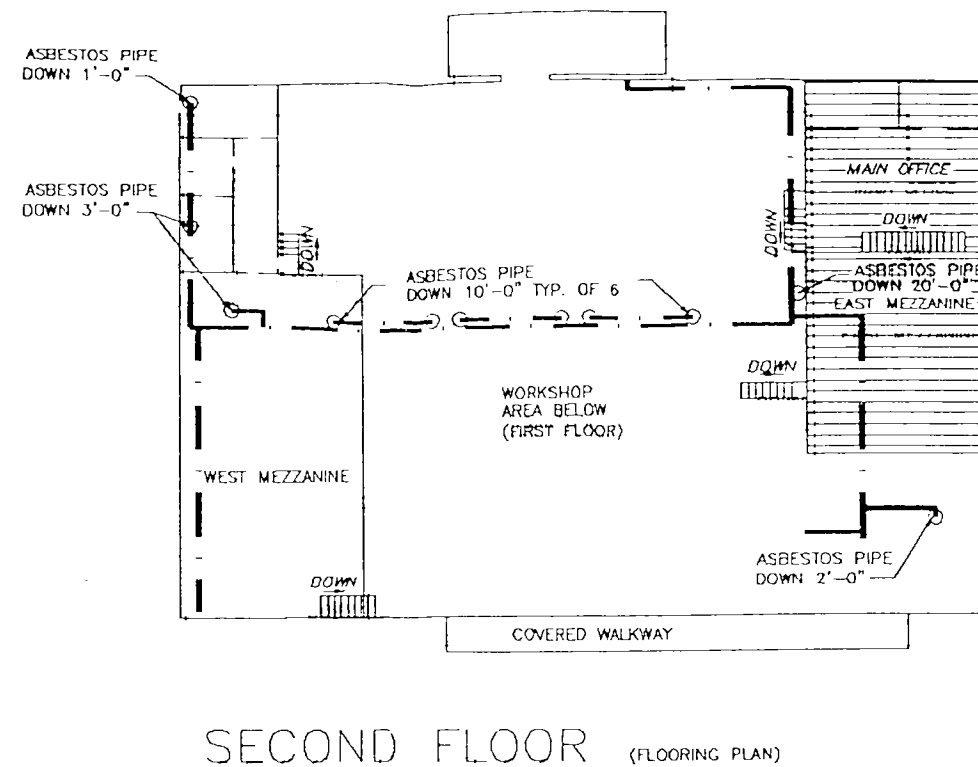 ASBESTOS PIPE
DOWN 1'-0"
ASBESTOS PIPE
DOWN 3'-0"
DOWN
ASBESTOS PIPE
DOWN 10'-0" TYP. OF 6
DOWN
MAIN OFFICE
DOWN
ASBESTOS PIPE
DOWN 20'-0"
EAST MEZZANINE
DOWN
WORKSHOP
AREA BELOW
(FIRST FLOOR)
WEST MEZZANINE
DOWN
ASBESTOS PIPE
DOWN 2'-0"
COVERED WALKWAY
SECOND FLOOR (FLOORING PLAN)